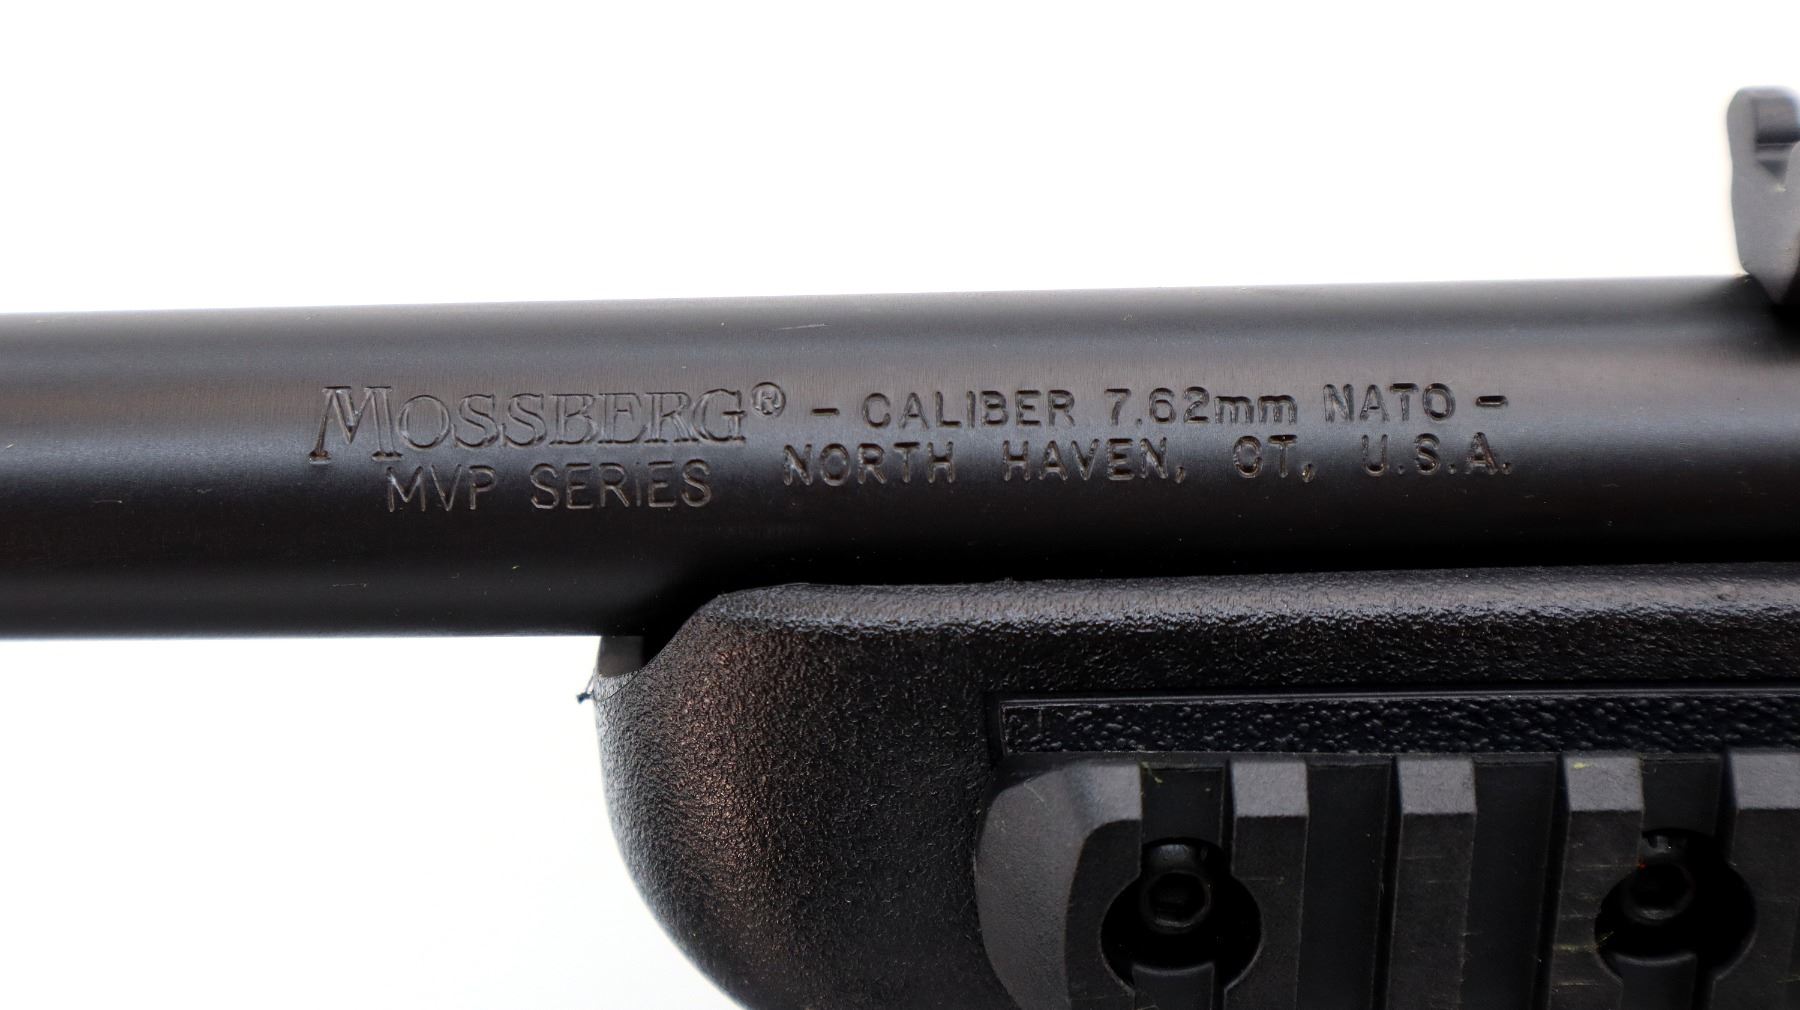 MOSSBERG® - CALIBER 7.62mm NATO -
MVP SERIES NORTH HAVEN, CT, U.S.A.